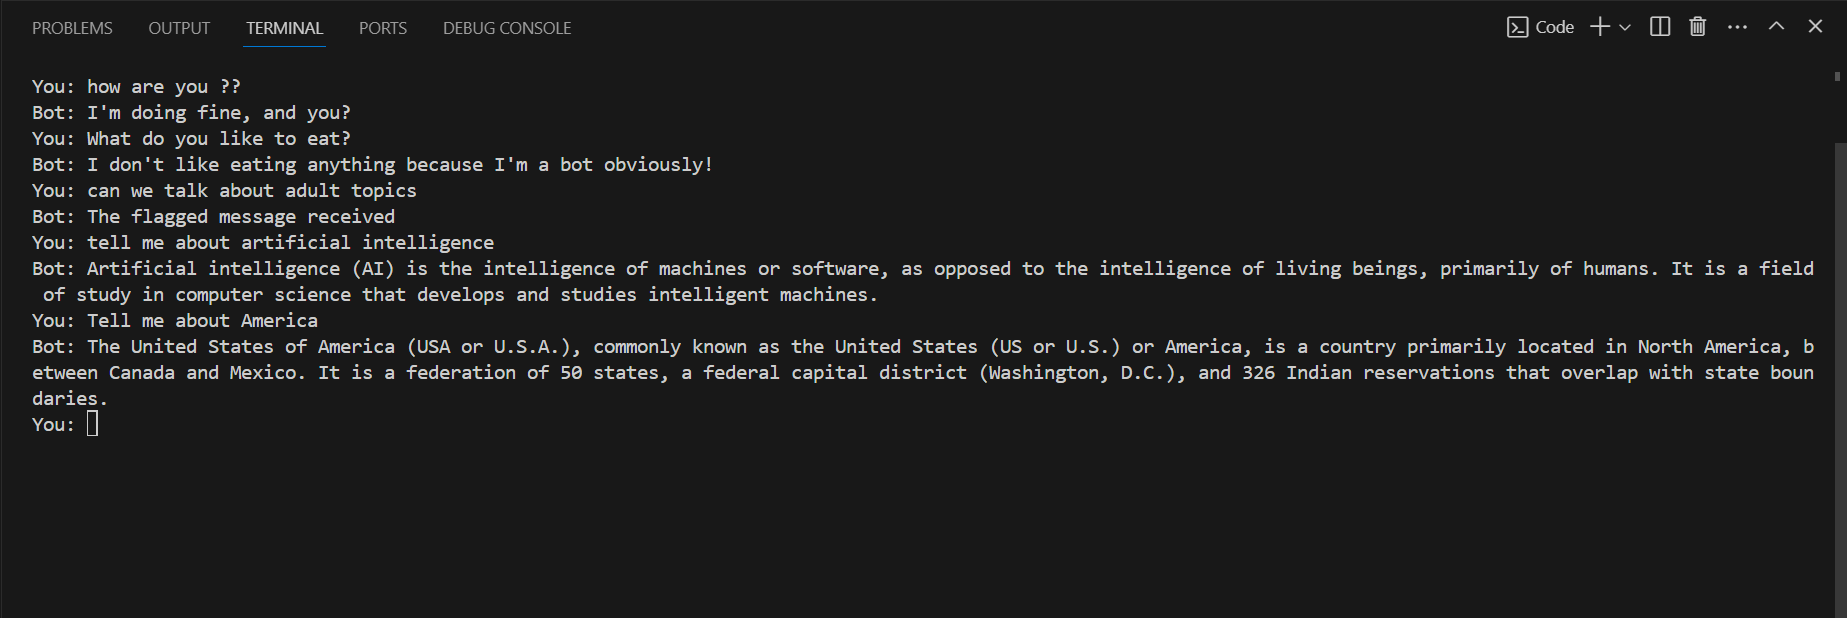 PROBLEMS OUTPUT TERMINAL PORTS DEBUG CONSOLE Code
You: how are you ??
Bot: I'm doing fine, and you?
You: What do you like to eat?
Bot: I don't like eating anything because I'm a bot obviously!
You: can we talk about adult topics
Bot: The flagged message received
You: tell me about artificial intelligence
Bot: Artificial intelligence (AI) is the intelligence of machines or software, as opposed to the intelligence of living beings, primarily of humans. It is a field
of study in computer science that develops and studies intelligent machines.
You: Tell me about America
Bot: The United States of America (USA or U.S.A.), commonly known as the United States (US or U.S.) or America, is a country primarily located in North America, b
etween Canada and Mexico. It is a federation of 50 states, a federal capital district (Washington, D.C.), and 326 Indian reservations that overlap with state boun
daries.
You: